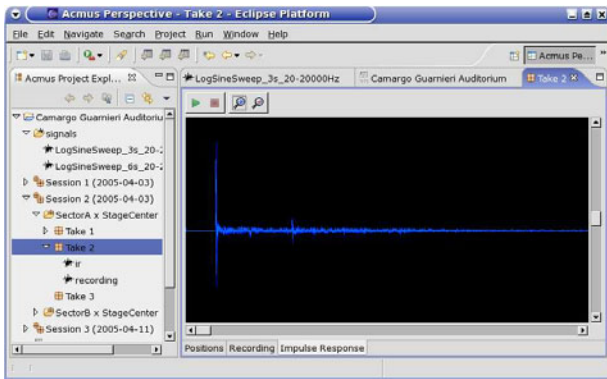 Acmus Perspective - Take 2 - Eclipse Platform
File Edit Navigate Search Project Run Window Help
Acmus Pe...
Acmus Project Expl...
LogSineSweep_3s_20-20000Hz
Camargo Guarnieri Auditorium
Take 2
Camargo Guarnieri Auditoriu
signals
LogSineSweep_3s_20-2
LogSineSweep_6s_20-2
Session 1 (2005-04-03)
Session 2 (2005-04-03)
SectorA x StageCenter
Take 1
Take 2
ir
recording
Take 3
SectorB x StageCenter
Session 3 (2005-04-11)
Positions Recording Impulse Response